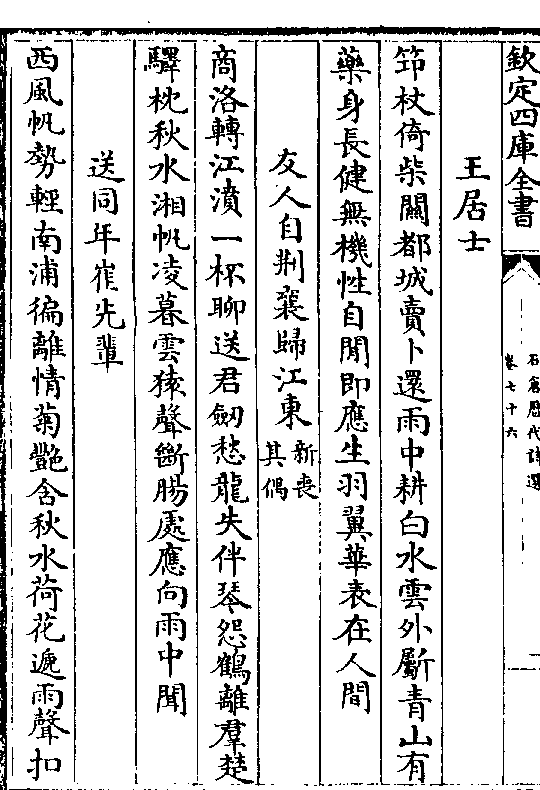 欽定四庫全書
石倉歷代詩選
卷七十六
王居士
笻杖倚柴關都城賣卜還雨中耕白水雲外斸青山有
藥身長健無機性自閒即應生羽翼華表在人間
友人自荆襄歸江東新喪其偶
商洛轉江濆一杯聊送君劒愁龍失伴琴怨鶴離羣楚
驛枕秋水湘帆凌暮雲猿聲斷腸處應向雨中聞
送同年崔先輩
西風帆勢輕南浦徧離情菊艷含秋水荷花遞雨聲扣